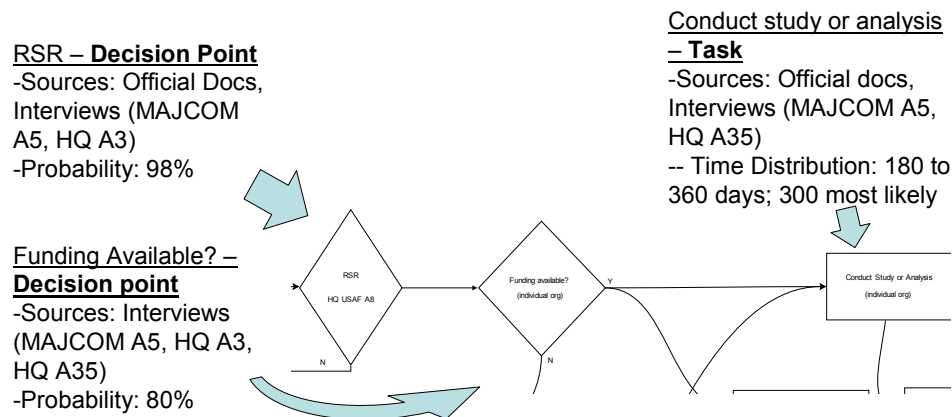 RSR – Decision Point
-Sources: Official Docs,
Interviews (MAJCOM
A5, HQ A3)
-Probability: 98%
Funding Available? –
Decision point
-Sources: Interviews
(MAJCOM A5, HQ A3,
HQ A35)
-Probability: 80%
Conduct study or analysis
– Task
-Sources: Official docs,
Interviews (MAJCOM A5,
HQ A35)
-- Time Distribution: 180 to
360 days; 300 most likely
RSR
HQ USAF A8
N
Funding available?
(individual org)
Y
N
Conduct Study or Analysis
(individual org)